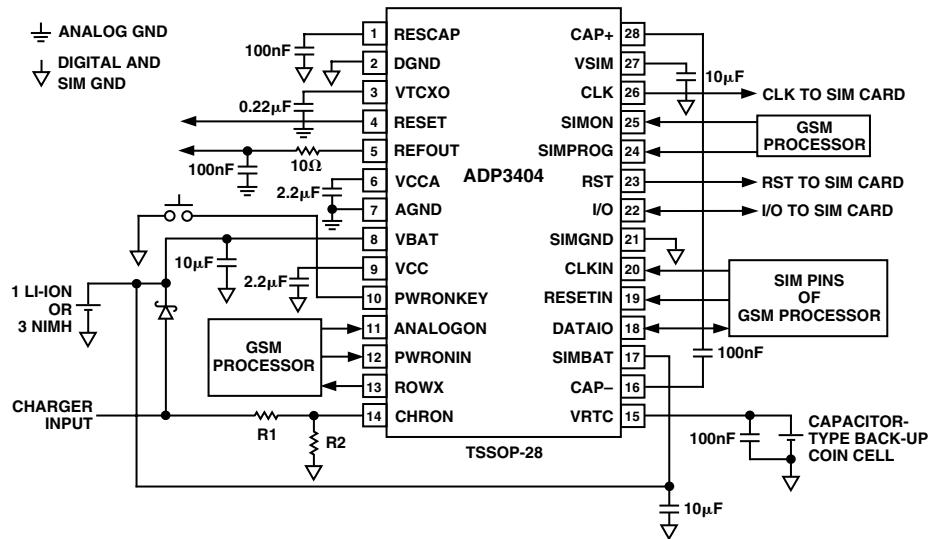 ANALOG GND
DIGITAL AND
SIM GND
100nF
0.22μF
100nF
10Ω
2.2μF
10μF
2.2μF
1 LI-ION
OR
3 NIMH
GSM
PROCESSOR
CHARGER
INPUT
R1
R2
1 RESCAP
2 DGND
3 VTCXO
4 RESET
5 REFOUT
6 VCCA
7 AGND
8 VBAT
9 VCC
10 PWRONKEY
11 ANALOGON
12 PWRONIN
13 ROWX
14 CHRON
ADP3404
CAP+ 28
VSIM 27
CLK 26
SIMON 25
SIMPROG 24
RST 23
I/O 22
SIMGND 21
CLKIN 20
RESETIN 19
DATAIO 18
SIMBAT 17
CAP– 16
VRTC 15
TSSOP-28
10μF
CLK TO SIM CARD
GSM
PROCESSOR
RST TO SIM CARD
I/O TO SIM CARD
SIM PINS
OF
GSM PROCESSOR
100nF
100nF
CAPACITOR-
TYPE BACK-UP
COIN CELL
10μF